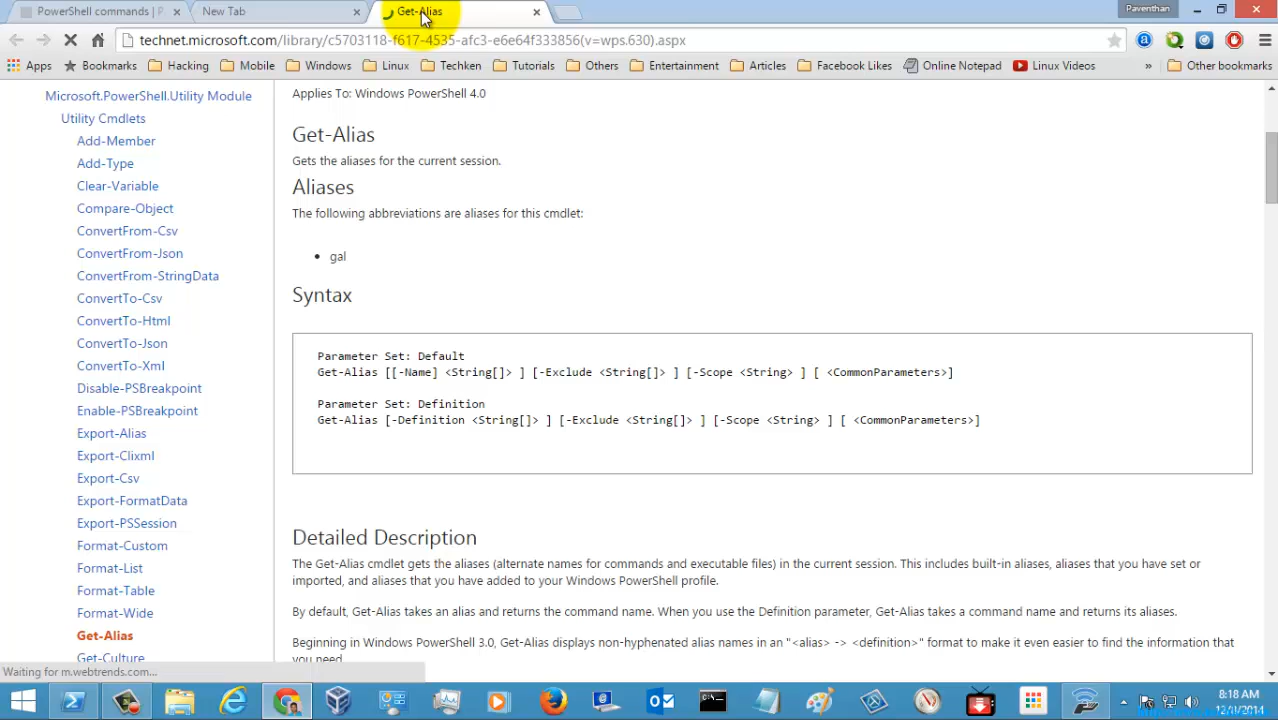 PowerShell commands | P
New Tab
Get-Alias
Paventhan
technet.microsoft.com/library/c5703118-f617-4535-afc3-e6e64f333856(v=wps.630).aspx
Apps Bookmarks Hacking Mobile Windows Linux Techken Tutorials Others Entertainment Articles Facebook Likes Online Notepad Linux Videos » Other bookmarks
Microsoft.PowerShell.Utility Module
Utility Cmdlets
Add-Member
Add-Type
Clear-Variable
Compare-Object
ConvertFrom-Csv
ConvertFrom-Json
ConvertFrom-StringData
ConvertTo-Csv
ConvertTo-Html
ConvertTo-Json
ConvertTo-Xml
Disable-PSBreakpoint
Enable-PSBreakpoint
Export-Alias
Export-Clixml
Export-Csv
Export-FormatData
Export-PSSession
Format-Custom
Format-List
Format-Table
Format-Wide
Get-Alias
Get-Culture
Applies To: Windows PowerShell 4.0
Get-Alias
Gets the aliases for the current session.
Aliases
The following abbreviations are aliases for this cmdlet:
• gal
Syntax
Parameter Set: Default
Get-Alias [[-Name] <String[]> ] [-Exclude <String[]> ] [-Scope <String> ] [ <CommonParameters>]
Parameter Set: Definition
Get-Alias [-Definition <String[]> ] [-Exclude <String[]> ] [-Scope <String> ] [ <CommonParameters>]
Detailed Description
The Get-Alias cmdlet gets the aliases (alternate names for commands and executable files) in the current session. This includes built-in aliases, aliases that you have set or
imported, and aliases that you have added to your Windows PowerShell profile.
By default, Get-Alias takes an alias and returns the command name. When you use the Definition parameter, Get-Alias takes a command name and returns its aliases.
Beginning in Windows PowerShell 3.0, Get-Alias displays non-hyphenated alias names in an "<alias> -> <definition>" format to make it even easier to find the information that
you need.
Waiting for m.webtrends.com...
8:18 AM